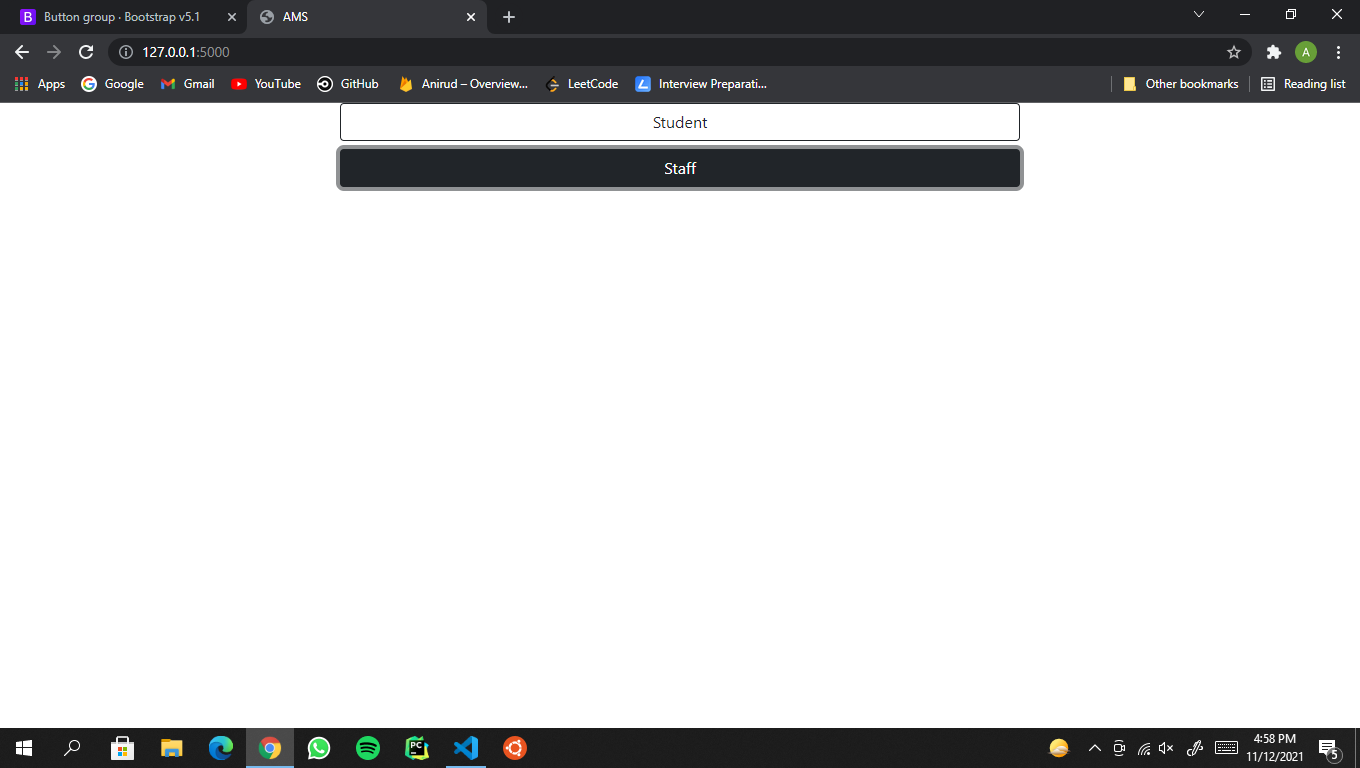 Button group · Bootstrap v5.1
AMS
127.0.0.1:5000
A
Apps
Google
Gmail
YouTube
GitHub
Anirud – Overview...
LeetCode
Interview Preparati...
Other bookmarks
Reading list
Student
Staff
4:58 PM
11/12/2021
5